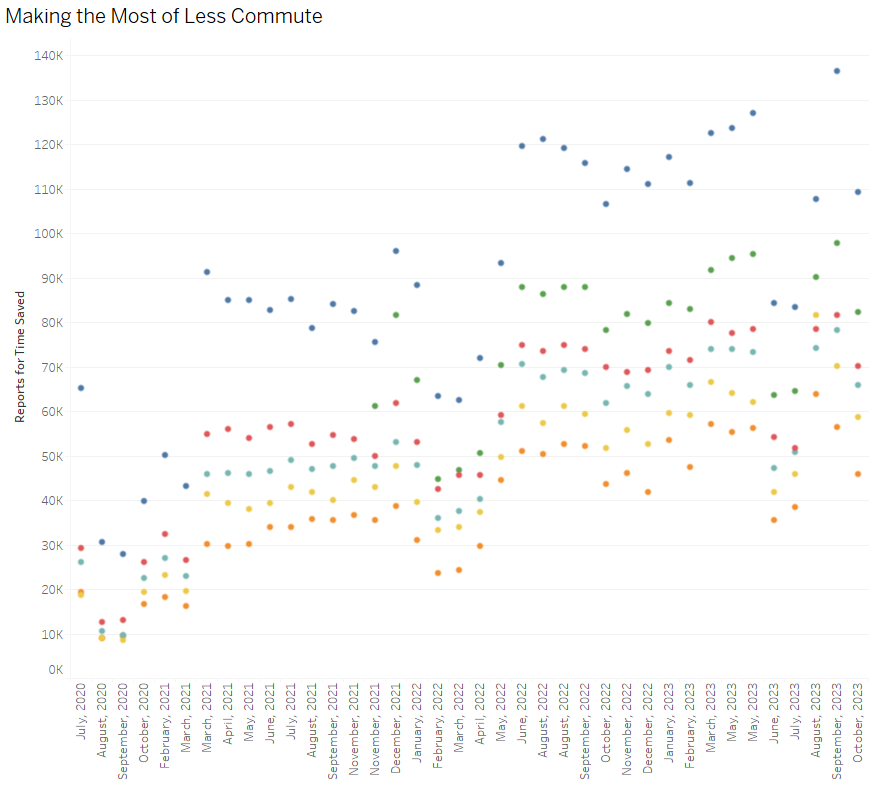 Making the Most of Less Commute
140K
130K
120K
110K
100K
90K
80K
70K
60K
50K
40K
30K
20K
10K
0K
Reports for Time Saved
July, 2020
August, 2020
September, 2020
October, 2020
February, 2021
March, 2021
March, 2021
April, 2021
May, 2021
June, 2021
July, 2021
August, 2021
September, 2021
November, 2021
November, 2021
December, 2021
January, 2022
February, 2022
March, 2022
April, 2022
May, 2022
June, 2022
August, 2022
August, 2022
September, 2022
October, 2022
November, 2022
December, 2022
January, 2023
February, 2023
March, 2023
May, 2023
May, 2023
June, 2023
July, 2023
August, 2023
September, 2023
October, 2023